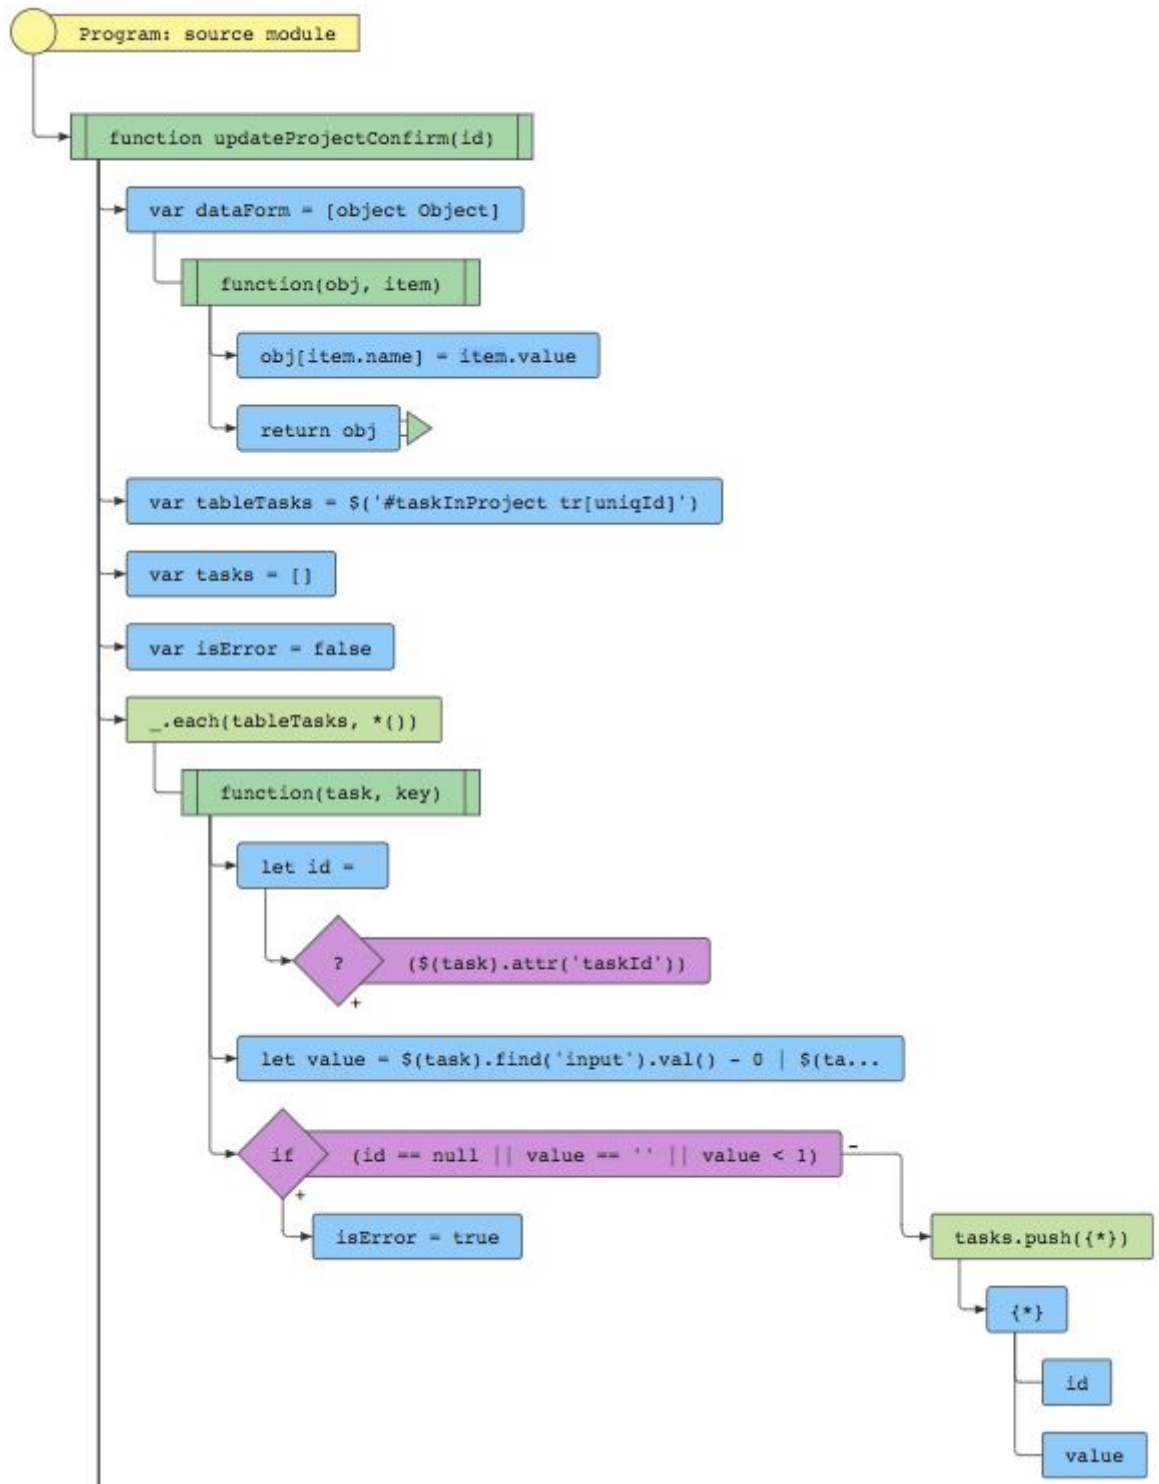 Program: source module
function updateProjectConfirm(id)
var dataForm = [object Object]
function(obj, item)
obj[item.name] = item.value
return obj
var tableTasks = $('#taskInProject tr[uniqId]')
var tasks = []
var isError = false
_.each(tableTasks, *())
function(task, key)
let id =
? ($(task).attr('taskId'))
+
let value = $(task).find('input').val() - 0 | $(ta...
if (id == null || value == '' || value < 1) -
+
isError = true
tasks.push({*})
{*}
id
value